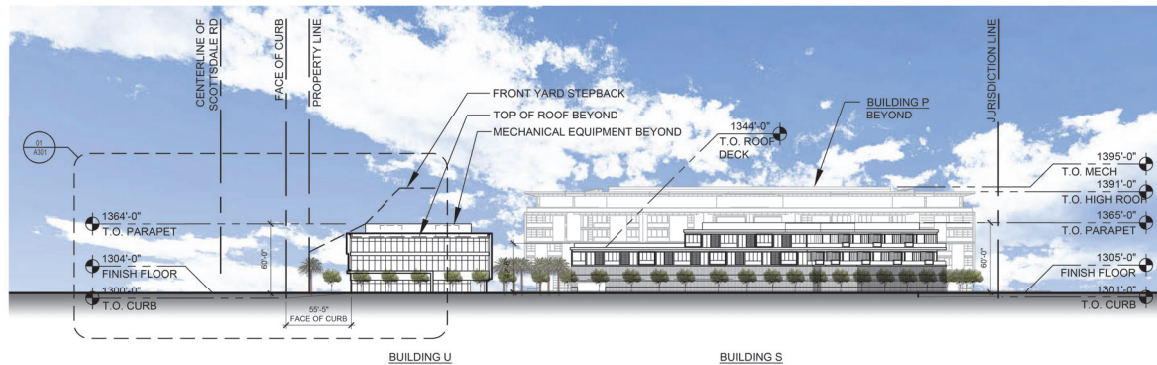 CENTERLINE OF
SCOTTSDALE RD
FACE OF CURB
PROPERTY LINE
JURISDICTION LINE
FRONT YARD STEPBACK
TOP OF ROOF BEYOND
MECHANICAL EQUIPMENT BEYOND
1344'-0"
T.O. ROOF
DECK
BUILDING P
BEYOND
01
A301
1395'-0"
T.O. MECH
1391'-0"
T.O. HIGH ROOF
1364'-0"
T.O. PARAPET
1365'-0"
T.O. PARAPET
60'-0"
60'-0"
1304'-0"
FINISH FLOOR
1305'-0"
FINISH FLOOR
1300'-0"
T.O. CURB
1301'-0"
T.O. CURB
55'-5"
FACE OF CURB
BUILDING U
BUILDING S